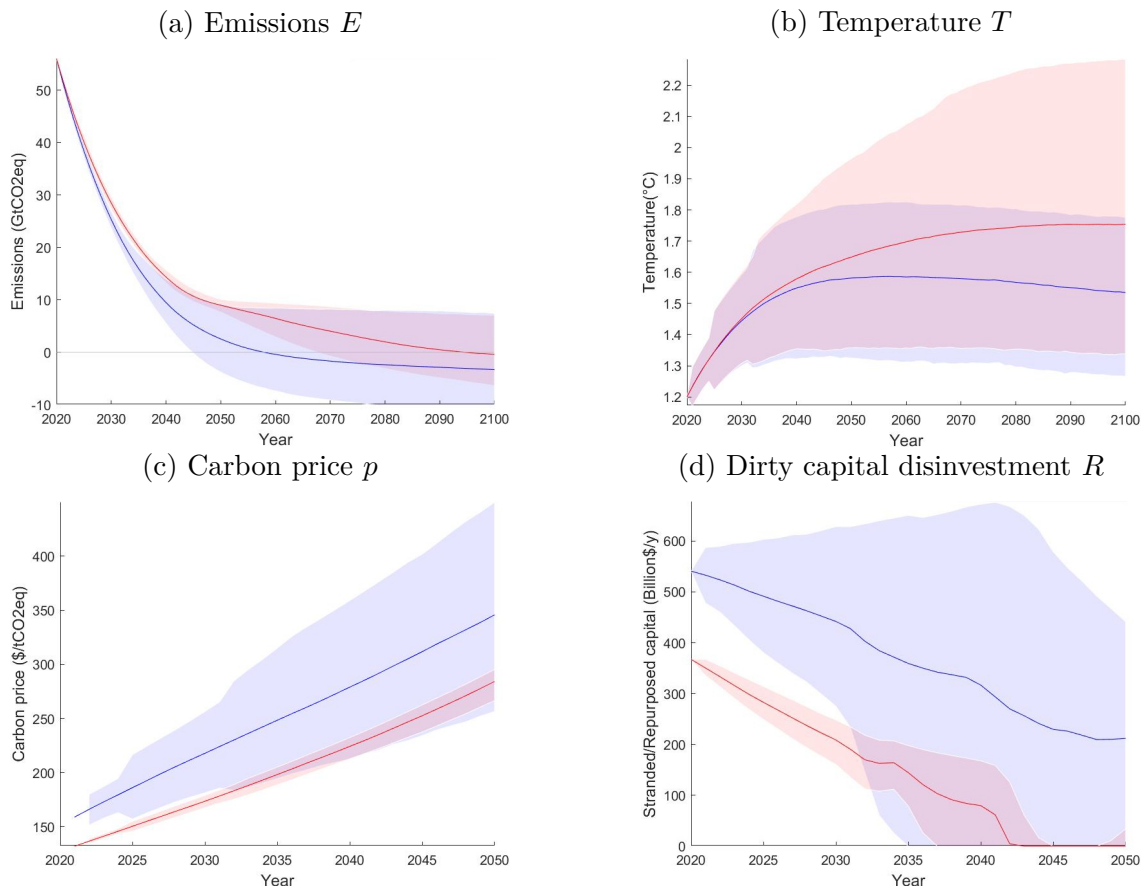 (a) Emissions E
(b) Temperature T
Emissions (GtCO2eq)
50
40
30
20
10
0
-10
2020 2030 2040 2050 2060 2070 2080 2090 2100
Year
Temperature(°C)
2.2
2.1
2
1.9
1.8
1.7
1.6
1.5
1.4
1.3
1.2
2020 2030 2040 2050 2060 2070 2080 2090 2100
Year
(c) Carbon price p
(d) Dirty capital disinvestment R
Carbon price ($/tCO2eq)
400
350
300
250
200
150
2020 2025 2030 2035 2040 2045 2050
Year
Stranded/Repurposed capital (Billion$/y)
600
500
400
300
200
100
0
2020 2025 2030 2035 2040 2045 2050
Year